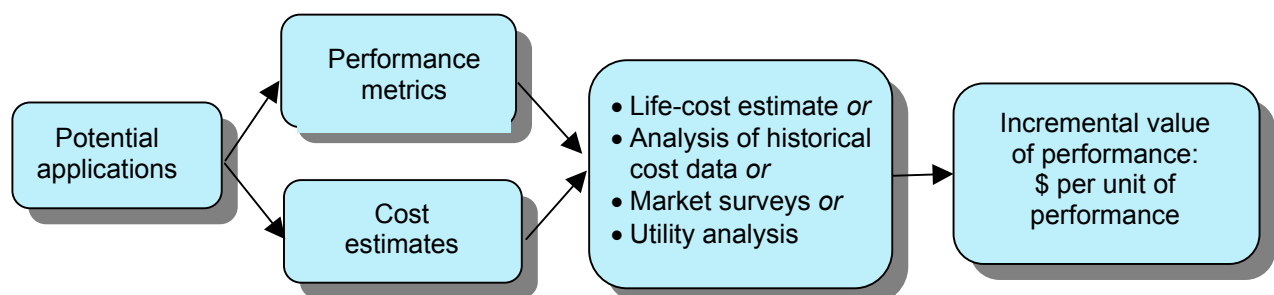 Potential
applications
Performance
metrics
Cost
estimates
• Life-cost estimate or
• Analysis of historical
cost data or
• Market surveys or
• Utility analysis
Incremental value
of performance:
$ per unit of
performance